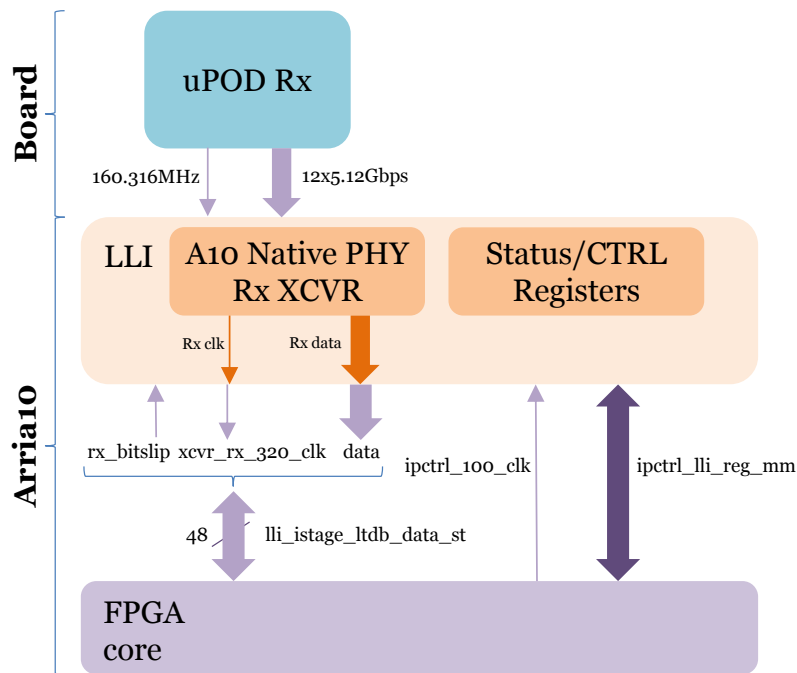 Board
uPOD Rx
160.316MHz
12x5.12Gbps
Arria10
LLI
A10 Native PHY
Rx XCVR
Status/CTRL
Registers
Rx clk
Rx data
rx_bitslip
xcvr_rx_320_clk
data
ipctrl_100_clk
ipctrl_lli_reg_mm
48
lli_istage_ltdb_data_st
FPGA
core